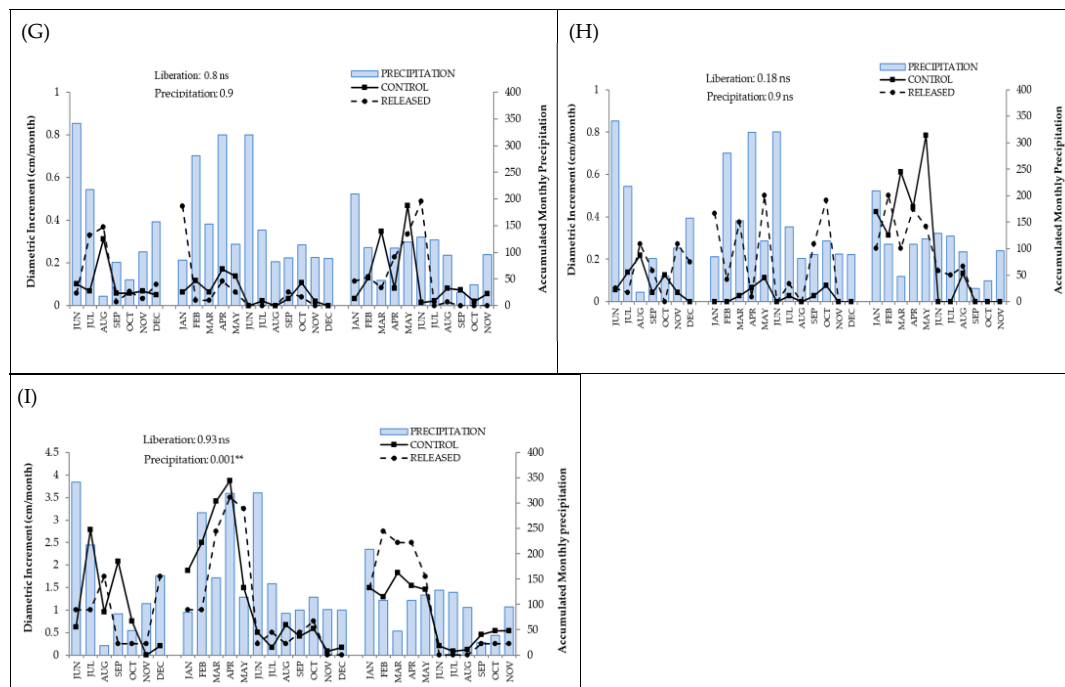 (G)
Liberation: 0.8 ns
Precipitation: 0.9
PRECIPITATION
CONTROL
RELEASED
Diametric Increment (cm/month)
1
0.8
0.6
0.4
0.2
0
400
350
300
250
200
150
100
50
0
Accumulated Monthly Precipitation
JUN JUL AUG SEP OCT NOV DEC JAN FEB MAR APR MAY JUN JUL AUG SEP OCT NOV DEC JAN FEB MAR APR MAY JUN JUL AUG SEP OCT NOV
(H)
Liberation: 0.18 ns
Precipitation: 0.9 ns
PRECIPITATION
CONTROL
RELEASED
Diametric Increment (cm/month)
1
0.8
0.6
0.4
0.2
0
400
350
300
250
200
150
100
50
0
Accumulated Monthly Precipitation
JUN JUL AUG SEP OCT NOV DEC JAN FEB MAR APR MAY JUN JUL AUG SEP OCT NOV DEC JAN FEB MAR APR MAY JUN JUL AUG SEP OCT NOV
(I)
Liberation: 0.93 ns
Precipitation: 0.001**
PRECIPITATION
CONTROL
RELEASED
Diametric Increment (cm/month)
4.5
4
3.5
3
2.5
2
1.5
1
0.5
0
400
350
300
250
200
150
100
50
0
Accumulated Monthly precipitation
JUN JUL AUG SEP OCT NOV DEC JAN FEB MAR APR MAY JUN JUL AUG SEP OCT NOV DEC JAN FEB MAR APR MAY JUN JUL AUG SEP OCT NOV